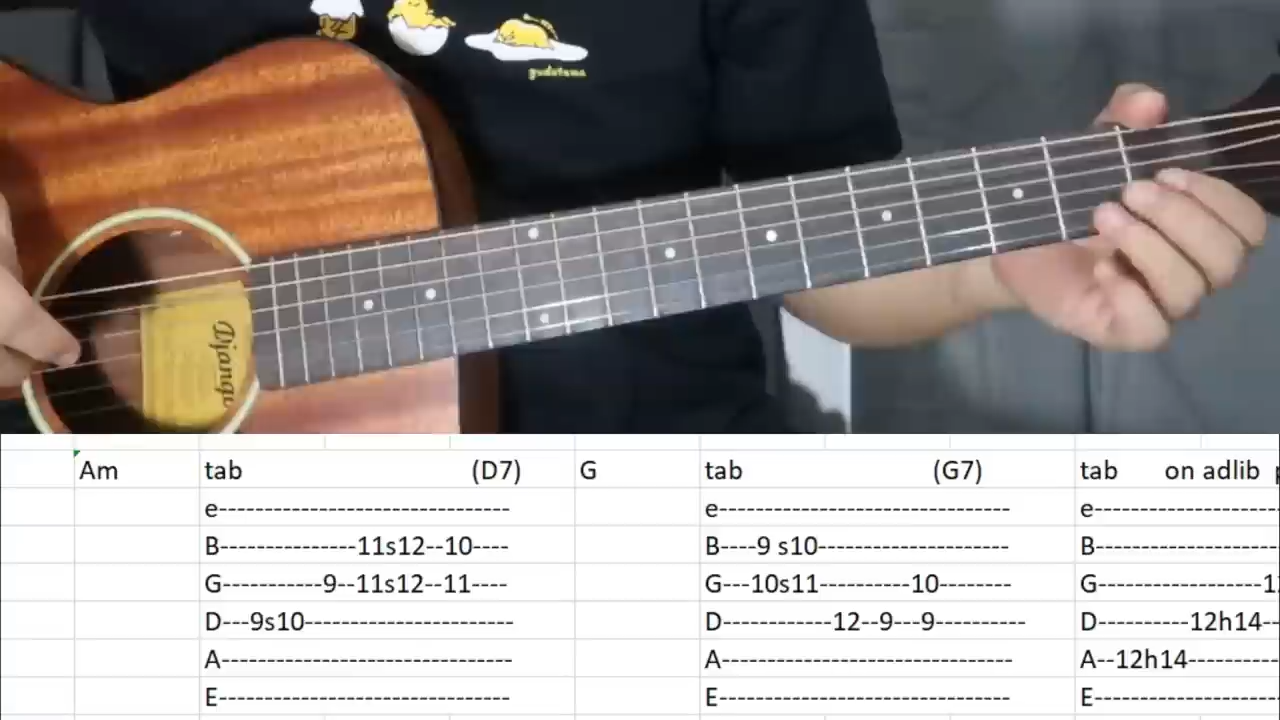 gudetama
Django
Am tab (D7) G tab (G7) tab on adlib
e------------------------------- e------------------------------- e-------------------
B---------------11s12--10---- B----9 s10--------------------- B-------------------
G-----------9--11s12--11---- G---10s11----------10-------- G------------------1
D---9s10----------------------- D------------12--9---9---------- D----------12h14--
A-------------------------------- A-------------------------------- A--12h14----------
E-------------------------------- E-------------------------------- E--------------------